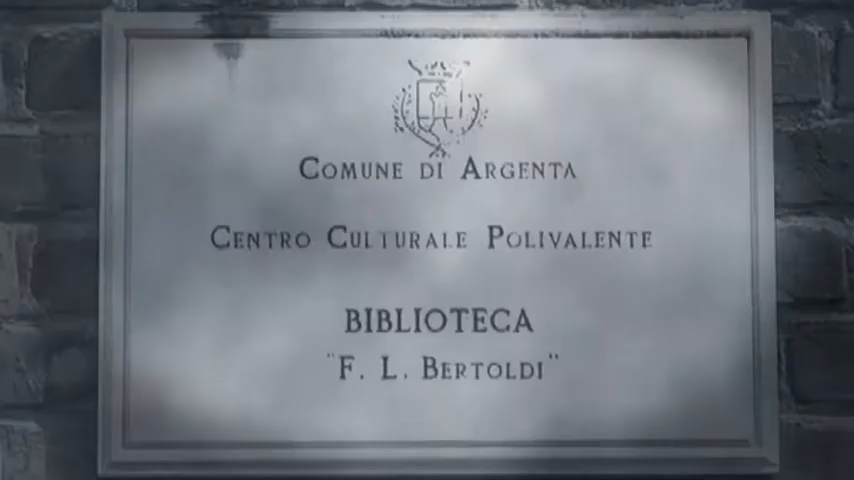 COMUNE DI ARGENTA
CENTRO CULTURALE POLIVALENTE
BIBLIOTECA
"F. L. BERTOLDI"